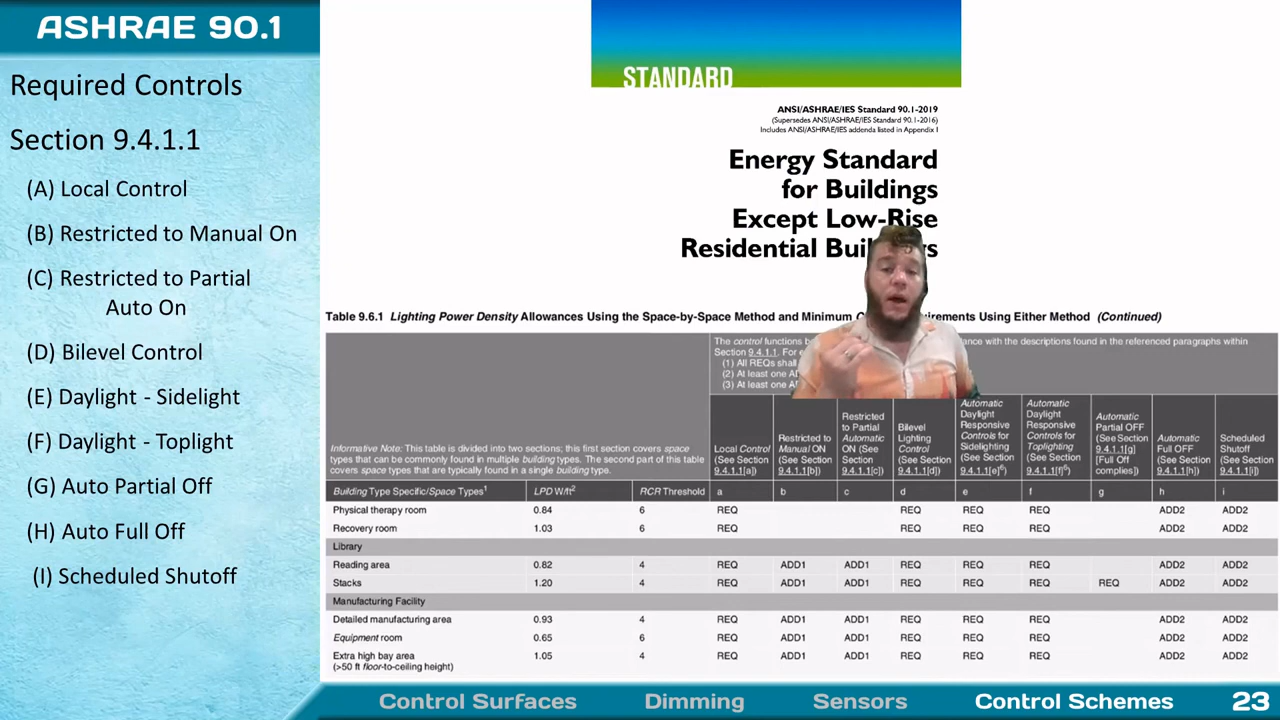 ASHRAE 90.1
Required Controls
Section 9.4.1.1
(A) Local Control
(B) Restricted to Manual On
(C) Restricted to Partial
Auto On
(D) Bilevel Control
(E) Daylight - Sidelight
(F) Daylight - Toplight
(G) Auto Partial Off
(H) Auto Full Off
(I) Scheduled Shutoff
STANDARD
ANSI/ASHRAE/IES Standard 90.1-2019
(Supersedes ANSI/ASHRAE/IES Standard 90.1-2016)
Includes ANSI/ASHRAE/IES addenda listed in Appendix I
Energy Standard
for Buildings
Except Low-Rise
Residential
Table 9.6.1 Lighting Power Density Allowances Using the Space-by-Space Method and Minimum Using Either Method (Continued)
The control functions with the descriptions found in the referenced paragraphs within
Section 9.4.1.1. For
(1) All REQs shall
(2) At least one
(3) At least one
Informative Note: This table is divided into two sections; this first section covers space
types that can be commonly found in multiple building types. The second part of this table
covers space types that are typically found in a single building type.
Local Control
(See Section
9.4.1.1[a])
Restricted to
Manual ON
(See Section
9.4.1.1[b])
Restricted
to Partial
Automatic
ON (See
Section
9.4.1.1[c])
Bilevel
Lighting
Control
(See Section
9.4.1.1[d])
Automatic
Daylight
Responsive
Controls for
Sidelighting
(See Section
9.4.1.1[e]6)
Automatic
Daylight
Responsive
Controls for
Toplighting
(See Section
9.4.1.1[f]6)
Automatic
Partial OFF
(See Section
9.4.1.1[g]
[Full Off
complies])
Automatic
Full OFF
(See Section
9.4.1.1[h])
Scheduled
Shutoff
(See Section
9.4.1.1[i])
Building Type Specific/Space Types1 LPD W/ft2 RCR Threshold a b c d e f g h i
Physical therapy room 0.84 6 REQ REQ REQ REQ ADD2 ADD2
Recovery room 1.03 6 REQ REQ REQ REQ ADD2 ADD2
Library
Reading area 0.82 4 REQ ADD1 ADD1 REQ REQ REQ ADD2 ADD2
Stacks 1.20 4 REQ ADD1 ADD1 REQ REQ REQ REQ ADD2 ADD2
Manufacturing Facility
Detailed manufacturing area 0.93 4 REQ ADD1 ADD1 REQ REQ REQ ADD2 ADD2
Equipment room 0.65 6 REQ ADD1 ADD1 REQ REQ REQ ADD2 ADD2
Extra high bay area 1.05 4 REQ ADD1 ADD1 REQ REQ REQ ADD2 ADD2
(>50 ft floor-to-ceiling height)
Control Surfaces Dimming Sensors Control Schemes 23